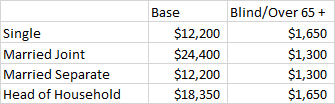 Base Blind/Over 65 +
Single $12,200 $1,650
Married Joint $24,400 $1,300
Married Separate $12,200 $1,300
Head of Household $18,350 $1,650